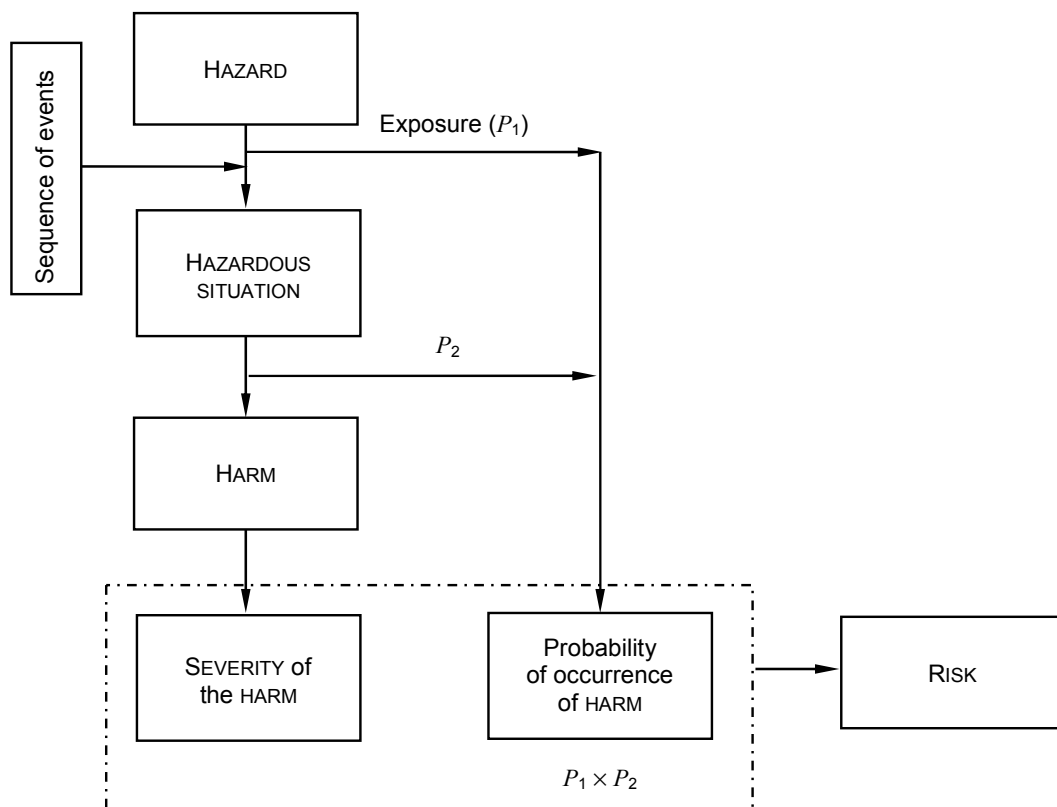 HAZARD
Sequence of events
Exposure (P₁)
HAZARDOUS
SITUATION
P₂
HARM
SEVERITY of
the HARM
Probability
of occurrence
of HARM
RISK
P₁ × P₂